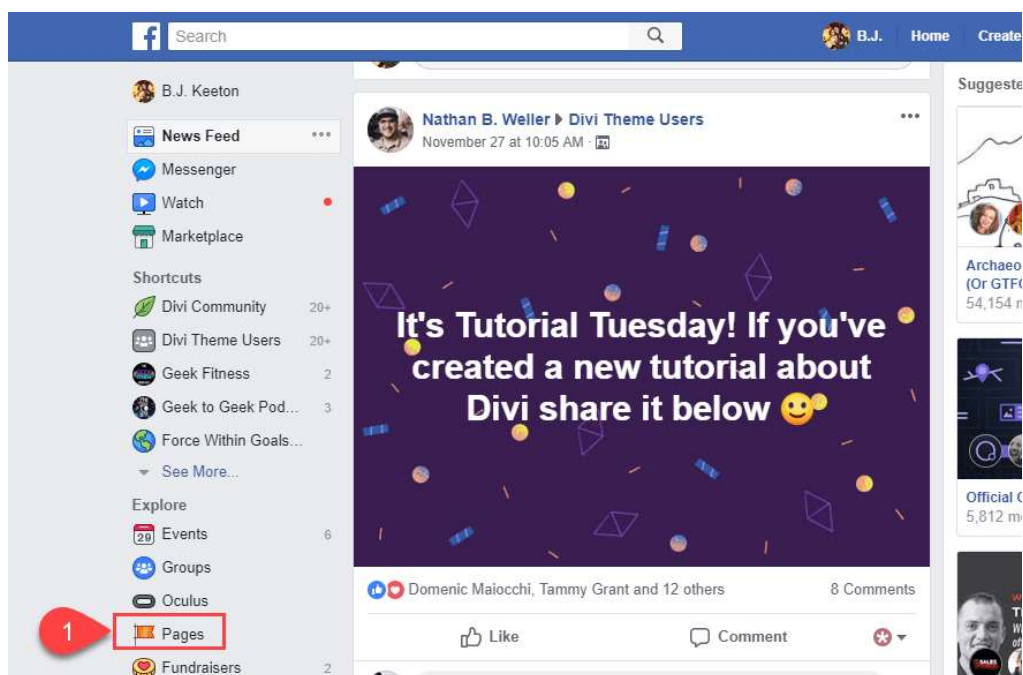 Search
B.J.
Home
Create
B.J. Keeton
News Feed
Messenger
Watch
Marketplace
Shortcuts
Divi Community 20+
Divi Theme Users 20+
Geek Fitness 2
Geek to Geek Pod... 3
Force Within Goals...
See More...
Explore
29
Events 6
Groups
Oculus
1
Pages
Fundraisers 2
Nathan B. Weller Divi Theme Users
November 27 at 10:05 AM ·
It's Tutorial Tuesday! If you've
created a new tutorial about
Divi share it below 🙂
Domenic Maiocchi, Tammy Grant and 12 others 8 Comments
Like Comment
Suggeste
Archaeo
(Or GTF
54,154 m
Official
5,812 m
SALES